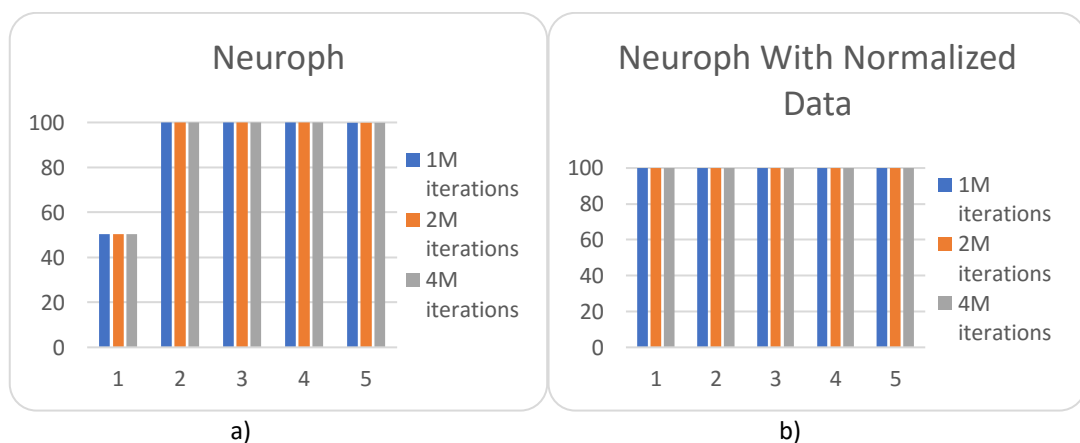 Neuroph
100
80
60
40
20
0
1 2 3 4 5
1M
iterations
2M
iterations
4M
iterations
a)
Neuroph With Normalized
Data
100
80
60
40
20
0
1 2 3 4 5
1M
iterations
2M
iterations
4M
iterations
b)